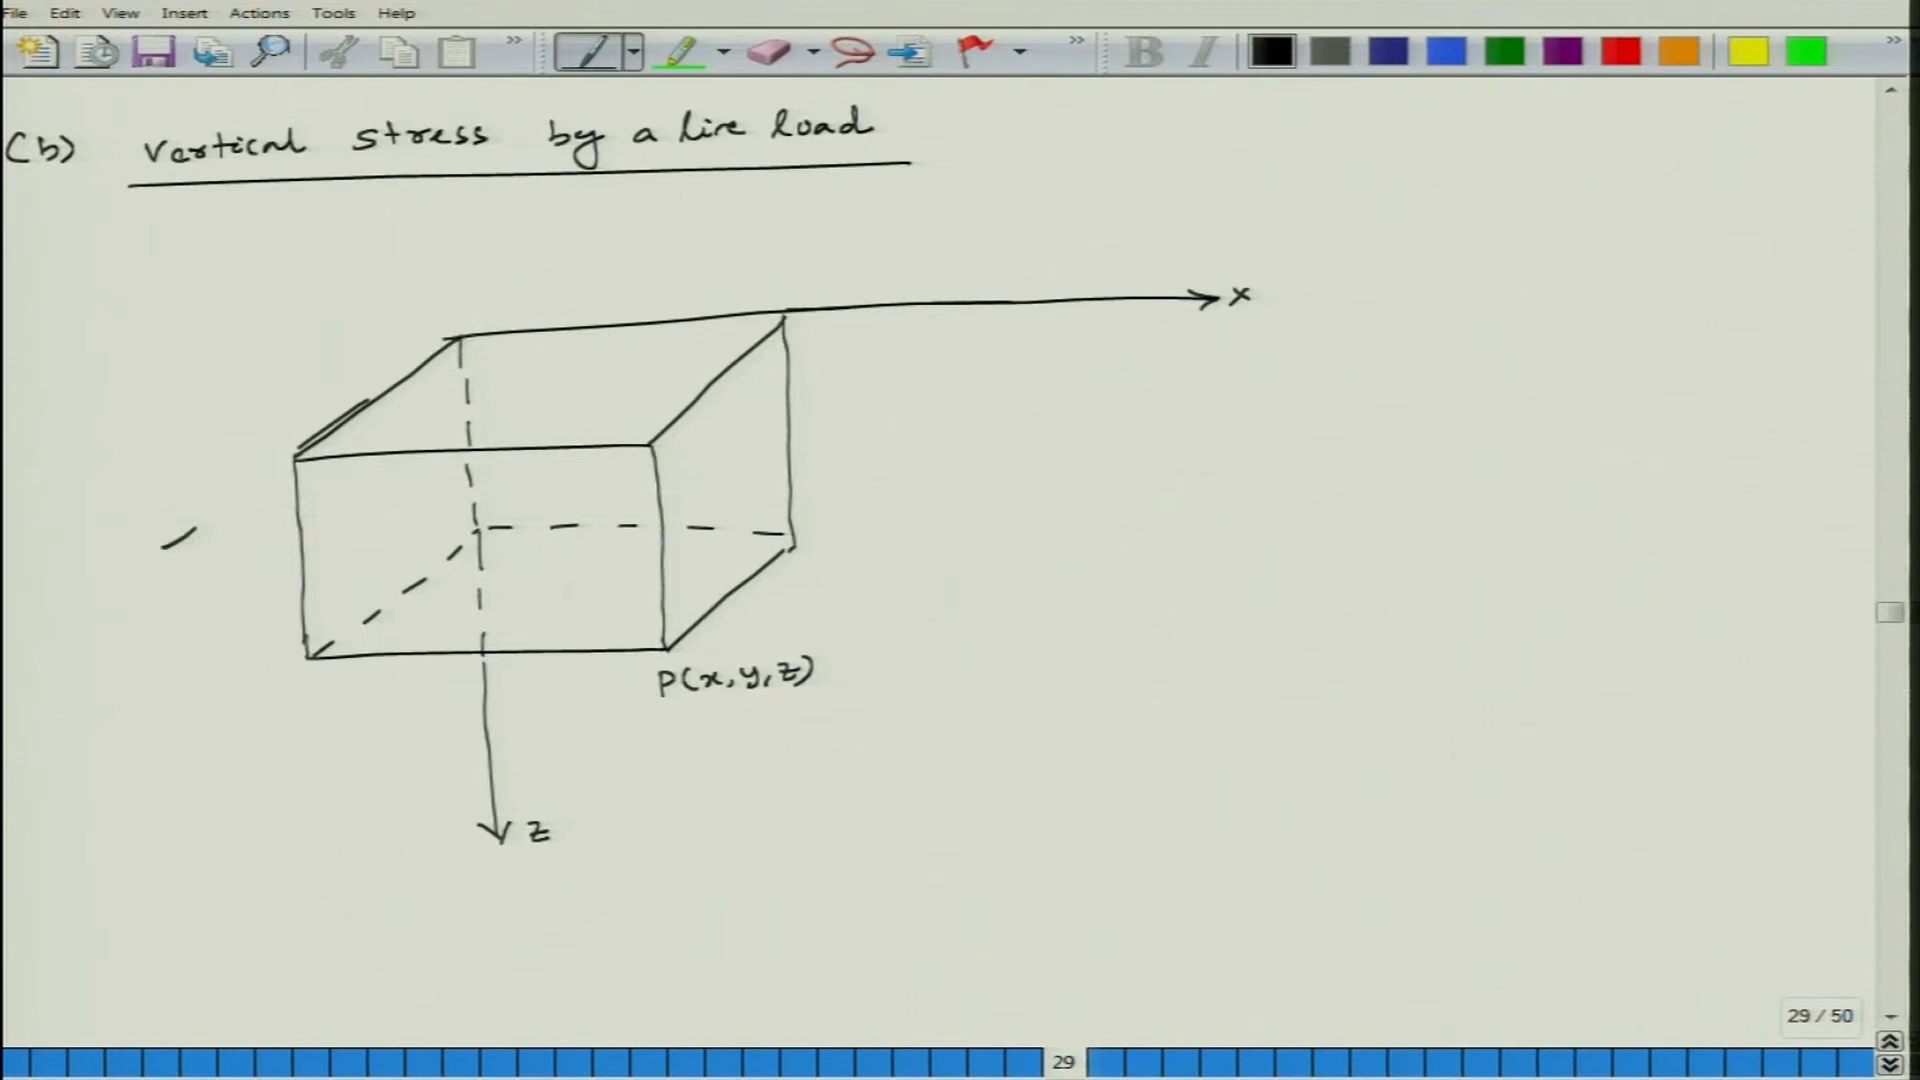 File Edit View Insert Actions Tools Help
B I
(b) vertical stress by a line load
x
P(x,y,z)
z
29 / 50
29